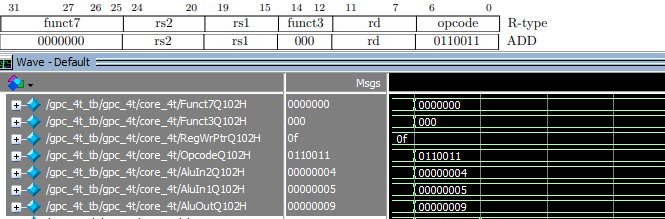 31 27 26 25 24 20 19 15 14 12 11 7 6 0
funct7 rs2 rs1 funct3 rd opcode R-type
0000000 rs2 rs1 000 rd 0110011 ADD
Wave - Default
Msgs
/gpc_4t_tb/gpc_4t/core_4t/Funct7Q102H 0000000 0000000
/gpc_4t_tb/gpc_4t/core_4t/Funct3Q102H 000 000
/gpc_4t_tb/gpc_4t/core_4t/RegWrPtrQ102H 0f 0f
/gpc_4t_tb/gpc_4t/core_4t/OpcodeQ102H 0110011 0110011
/gpc_4t_tb/gpc_4t/core_4t/AluIn2Q102H 00000004 00000004
/gpc_4t_tb/gpc_4t/core_4t/AluIn1Q102H 00000005 00000005
/gpc_4t_tb/gpc_4t/core_4t/AluOutQ102H 00000009 00000009